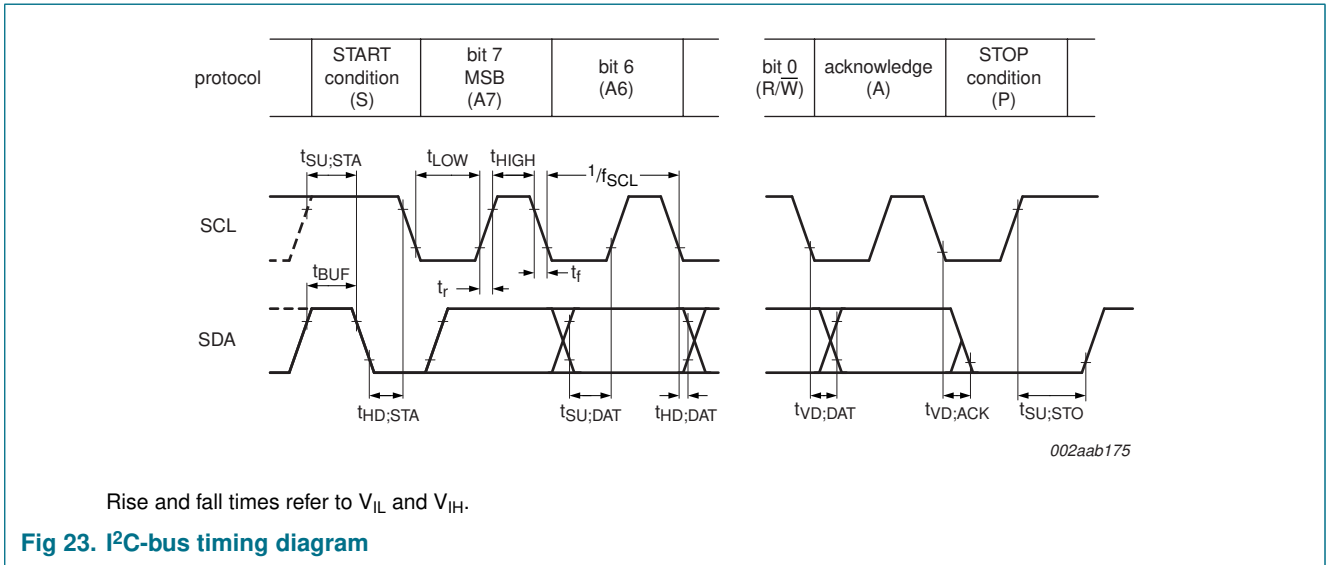 protocol
START condition (S)
bit 7 MSB (A7)
bit 6 (A6)
bit 0 (R/W̅)
acknowledge (A)
STOP condition (P)
tSU;STA
tLOW
tHIGH
1/fSCL
SCL
tBUF
tr
tf
SDA
tHD;STA
tSU;DAT
tHD;DAT
tVD;DAT
tVD;ACK
tSU;STO
002aab175
Rise and fall times refer to VIL and VIH.
Fig 23. I²C-bus timing diagram